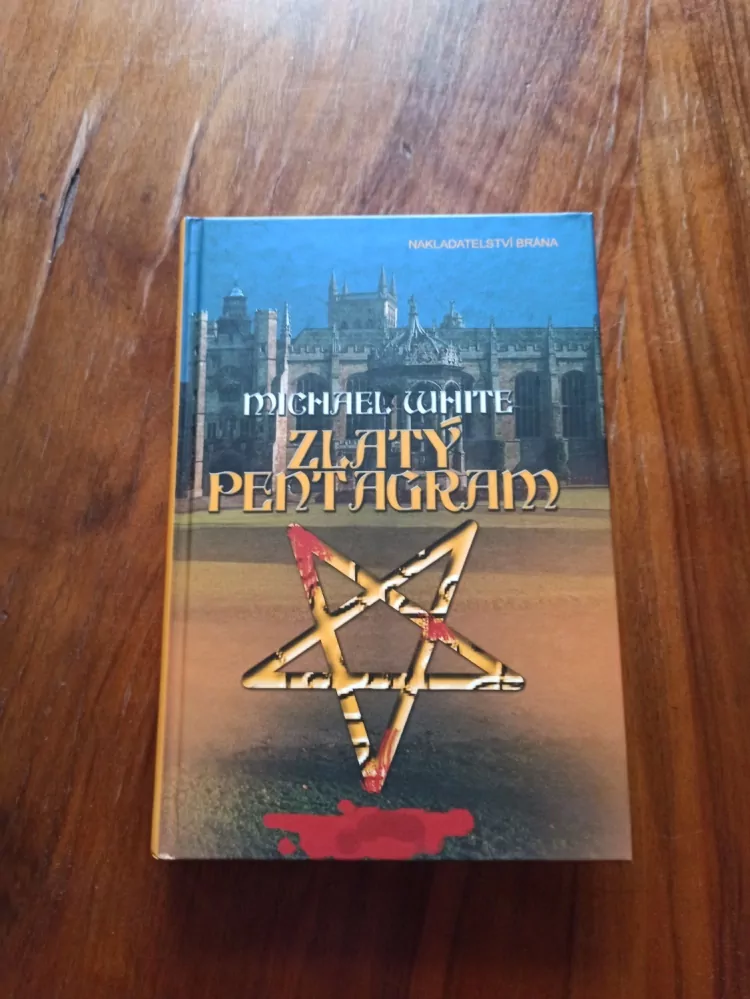 NAKLADATELSTVÍ BRÁNA
MICHAEL WHITE
ZLATÝ
PENTAGRAM